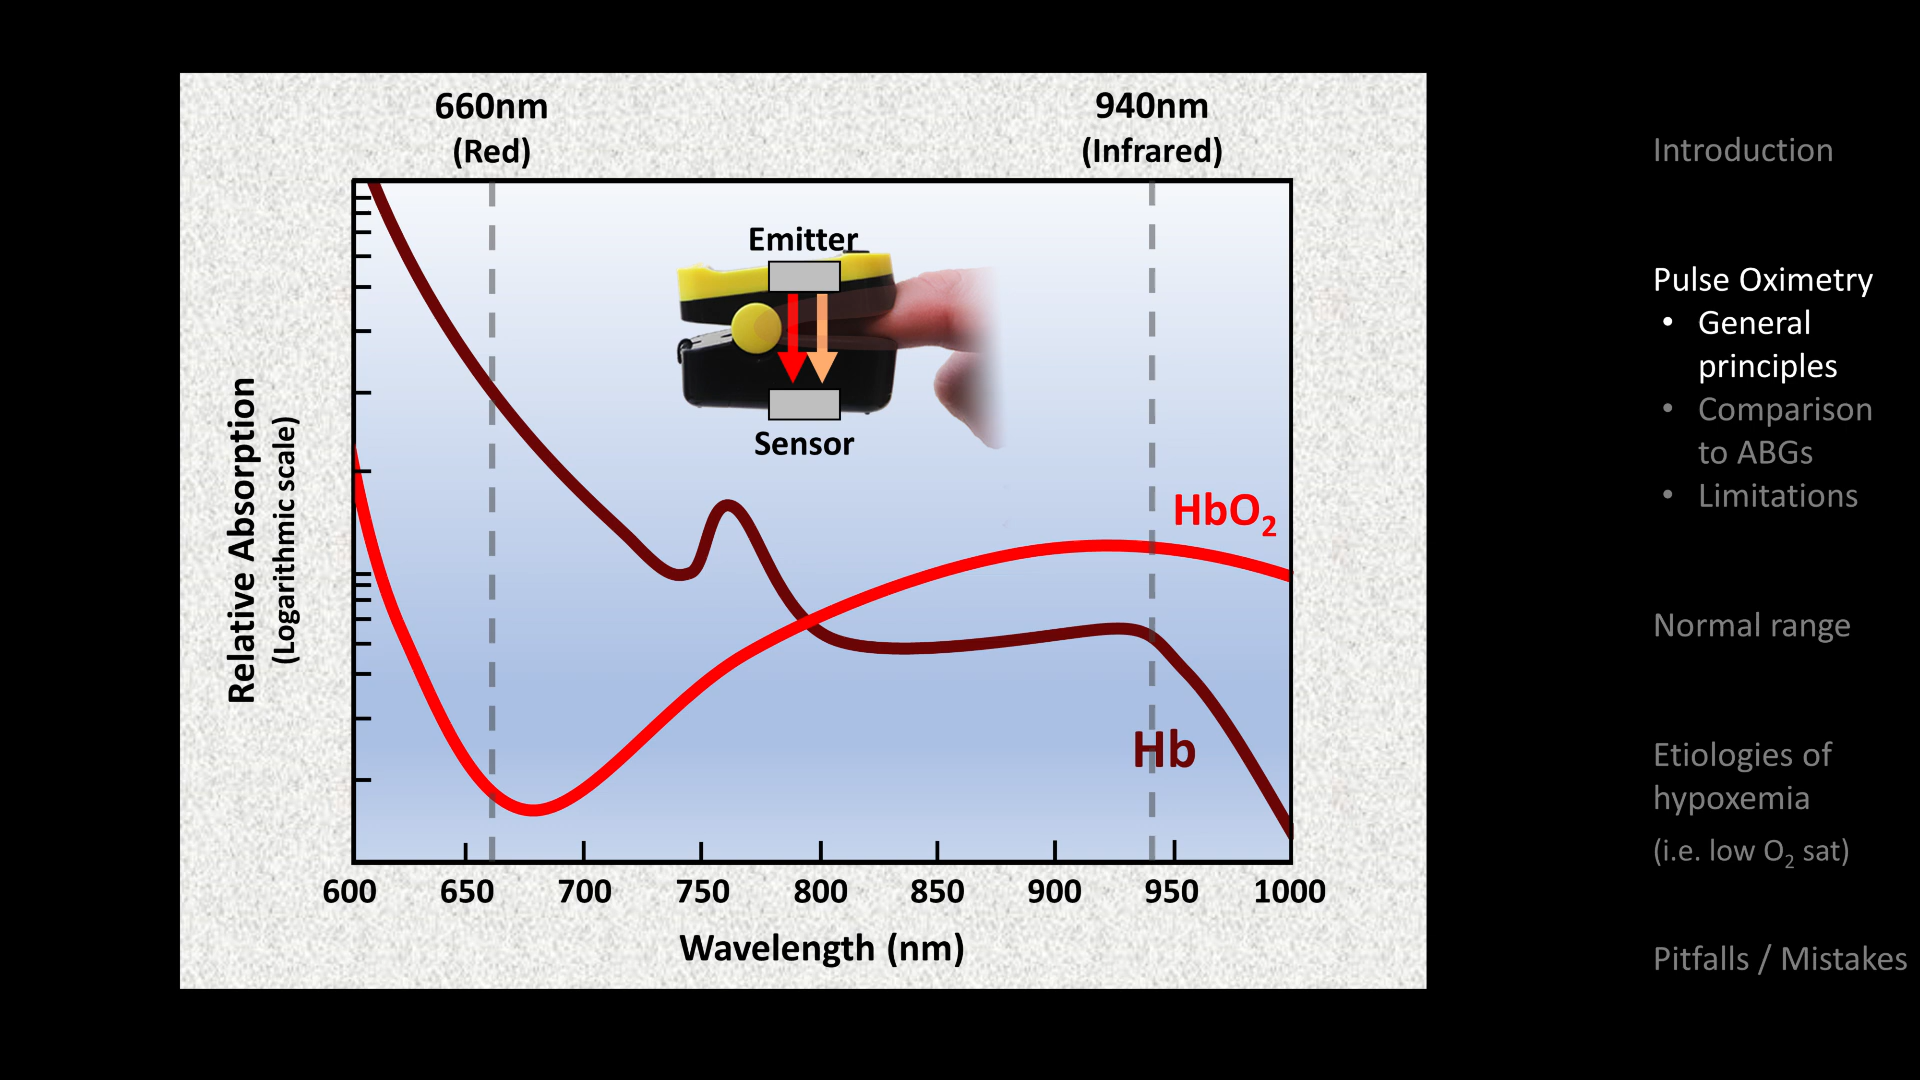 660nm
(Red)
940nm
(Infrared)
Emitter
Sensor
HbO₂
Hb
Relative Absorption
(Logarithmic scale)
600 650 700 750 800 850 900 950 1000
Wavelength (nm)
Introduction
Pulse Oximetry
• General
principles
• Comparison
to ABGs
• Limitations
Normal range
Etiologies of
hypoxemia
(i.e. low O₂ sat)
Pitfalls / Mistakes